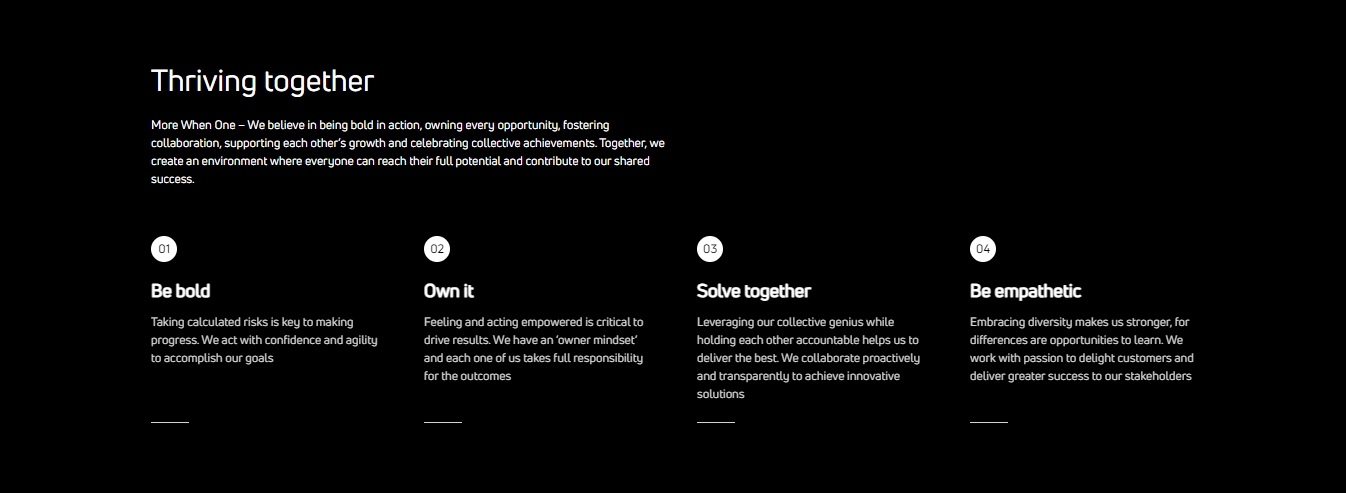 Thriving together
More When One – We believe in being bold in action, owning every opportunity, fostering
collaboration, supporting each other’s growth and celebrating collective achievements. Together, we
create an environment where everyone can reach their full potential and contribute to our shared
success.
01
Be bold
Taking calculated risks is key to making
progress. We act with confidence and agility
to accomplish our goals
02
Own it
Feeling and acting empowered is critical to
drive results. We have an ‘owner mindset’
and each one of us takes full responsibility
for the outcomes
03
Solve together
Leveraging our collective genius while
holding each other accountable helps us to
deliver the best. We collaborate proactively
and transparently to achieve innovative
solutions
04
Be empathetic
Embracing diversity makes us stronger, for
differences are opportunities to learn. We
work with passion to delight customers and
deliver greater success to our stakeholders